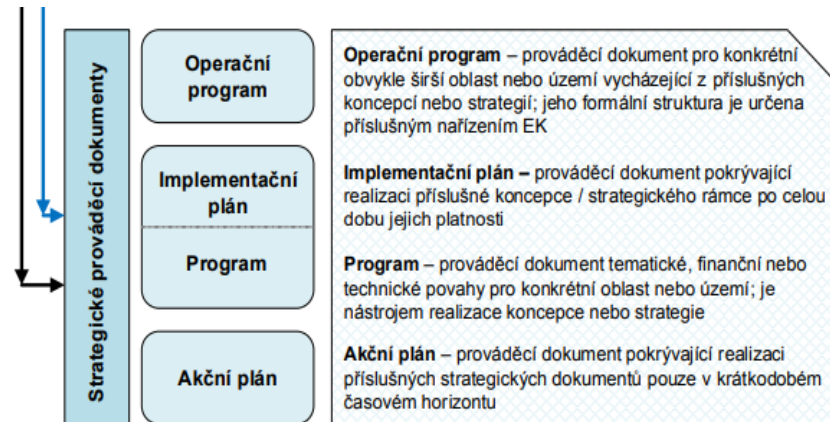 Strategické prováděcí dokumenty
Operační
program
Operační program – prováděcí dokument pro konkrétní
obvykle širší oblast nebo území vycházející z příslušných
koncepcí nebo strategií; jeho formální struktura je určena
příslušným nařízením EK
Implementační
plán
Implementační plán – prováděcí dokument pokrývající
realizaci příslušné koncepce / strategického rámce po celou
dobu jejich platnosti
Program
Program – prováděcí dokument tematické, finanční nebo
technické povahy pro konkrétní oblast nebo území; je
nástrojem realizace koncepce nebo strategie
Akční plán
Akční plán – prováděcí dokument pokrývající realizaci
příslušných strategických dokumentů pouze v krátkodobém
časovém horizontu